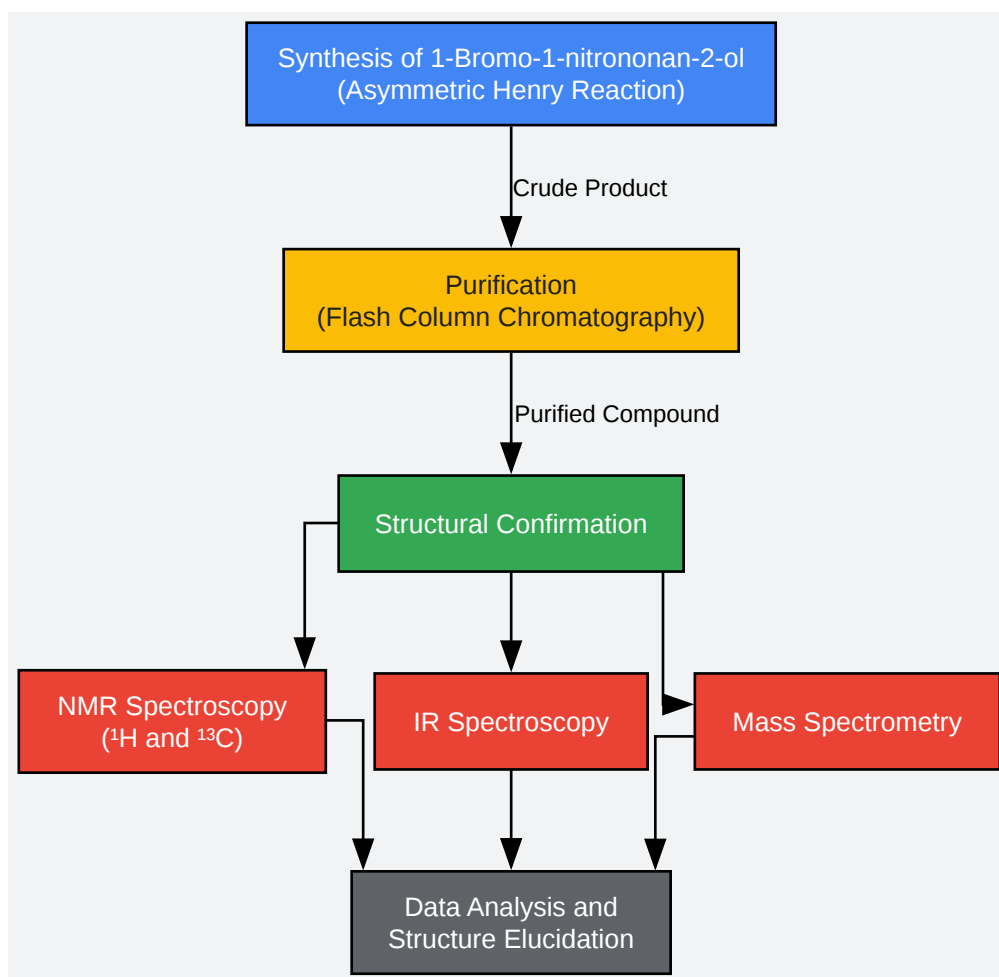 Synthesis of 1-Bromo-1-nitrononan-2-ol
(Asymmetric Henry Reaction)
Crude Product
Purification
(Flash Column Chromatography)
Purified Compound
Structural Confirmation
NMR Spectroscopy
(¹H and ¹³C)
IR Spectroscopy
Mass Spectrometry
Data Analysis and
Structure Elucidation